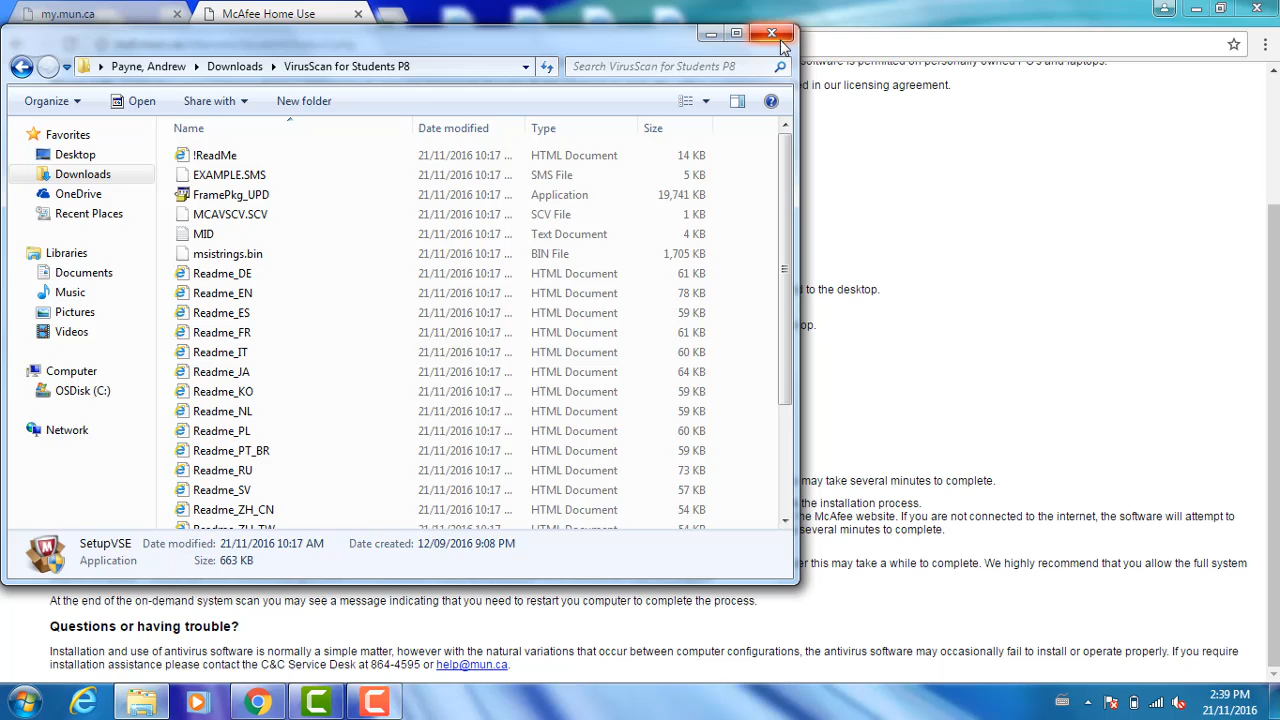 my.mun.ca
McAfee Home Use
Payne, Andrew Downloads VirusScan for Students P8
Search VirusScan for Students P8
software is permitted on personally owned PC's and laptops.
Organize Open Share with New folder
d in our licensing agreement.
Name Date modified Type Size
Favorites
Desktop
Downloads
OneDrive
Recent Places
Libraries
Documents
Music
Pictures
Videos
Computer
OSDisk (C:)
Network
!ReadMe 21/11/2016 10:17 ... HTML Document 14 KB
EXAMPLE.SMS 21/11/2016 10:17 ... SMS File 5 KB
FramePkg_UPD 21/11/2016 10:17 ... Application 19,741 KB
MCAVSCV.SCV 21/11/2016 10:17 ... SCV File 1 KB
MID 21/11/2016 10:17 ... Text Document 4 KB
msistrings.bin 21/11/2016 10:17 ... BIN File 1,705 KB
Readme_DE 21/11/2016 10:17 ... HTML Document 61 KB
Readme_EN 21/11/2016 10:17 ... HTML Document 78 KB
Readme_ES 21/11/2016 10:17 ... HTML Document 59 KB
Readme_FR 21/11/2016 10:17 ... HTML Document 61 KB
Readme_IT 21/11/2016 10:17 ... HTML Document 60 KB
Readme_JA 21/11/2016 10:17 ... HTML Document 64 KB
Readme_KO 21/11/2016 10:17 ... HTML Document 59 KB
Readme_NL 21/11/2016 10:17 ... HTML Document 59 KB
Readme_PL 21/11/2016 10:17 ... HTML Document 60 KB
Readme_PT_BR 21/11/2016 10:17 ... HTML Document 59 KB
Readme_RU 21/11/2016 10:17 ... HTML Document 73 KB
Readme_SV 21/11/2016 10:17 ... HTML Document 57 KB
Readme_ZH_CN 21/11/2016 10:17 ... HTML Document 54 KB
Readme_ZH_TW 21/11/2016 10:17 ... HTML Document 54 KB
d to the desktop.
op.
may take several minutes to complete.
the installation process.
he McAfee website. If you are not connected to the internet, the software will attempt to
several minutes to complete.
er this may take a while to complete. We highly recommend that you allow the full system
SetupVSE Date modified: 21/11/2016 10:17 AM Date created: 12/09/2016 9:08 PM
Application Size: 663 KB
At the end of the on-demand system scan you may see a message indicating that you need to restart you computer to complete the process.
Questions or having trouble?
Installation and use of antivirus software is normally a simple matter, however with the natural variations that occur between computer configurations, the antivirus software may occasionally fail to install or operate properly. If you require
installation assistance please contact the C&C Service Desk at 864-4595 or help@mun.ca.
2:39 PM
21/11/2016